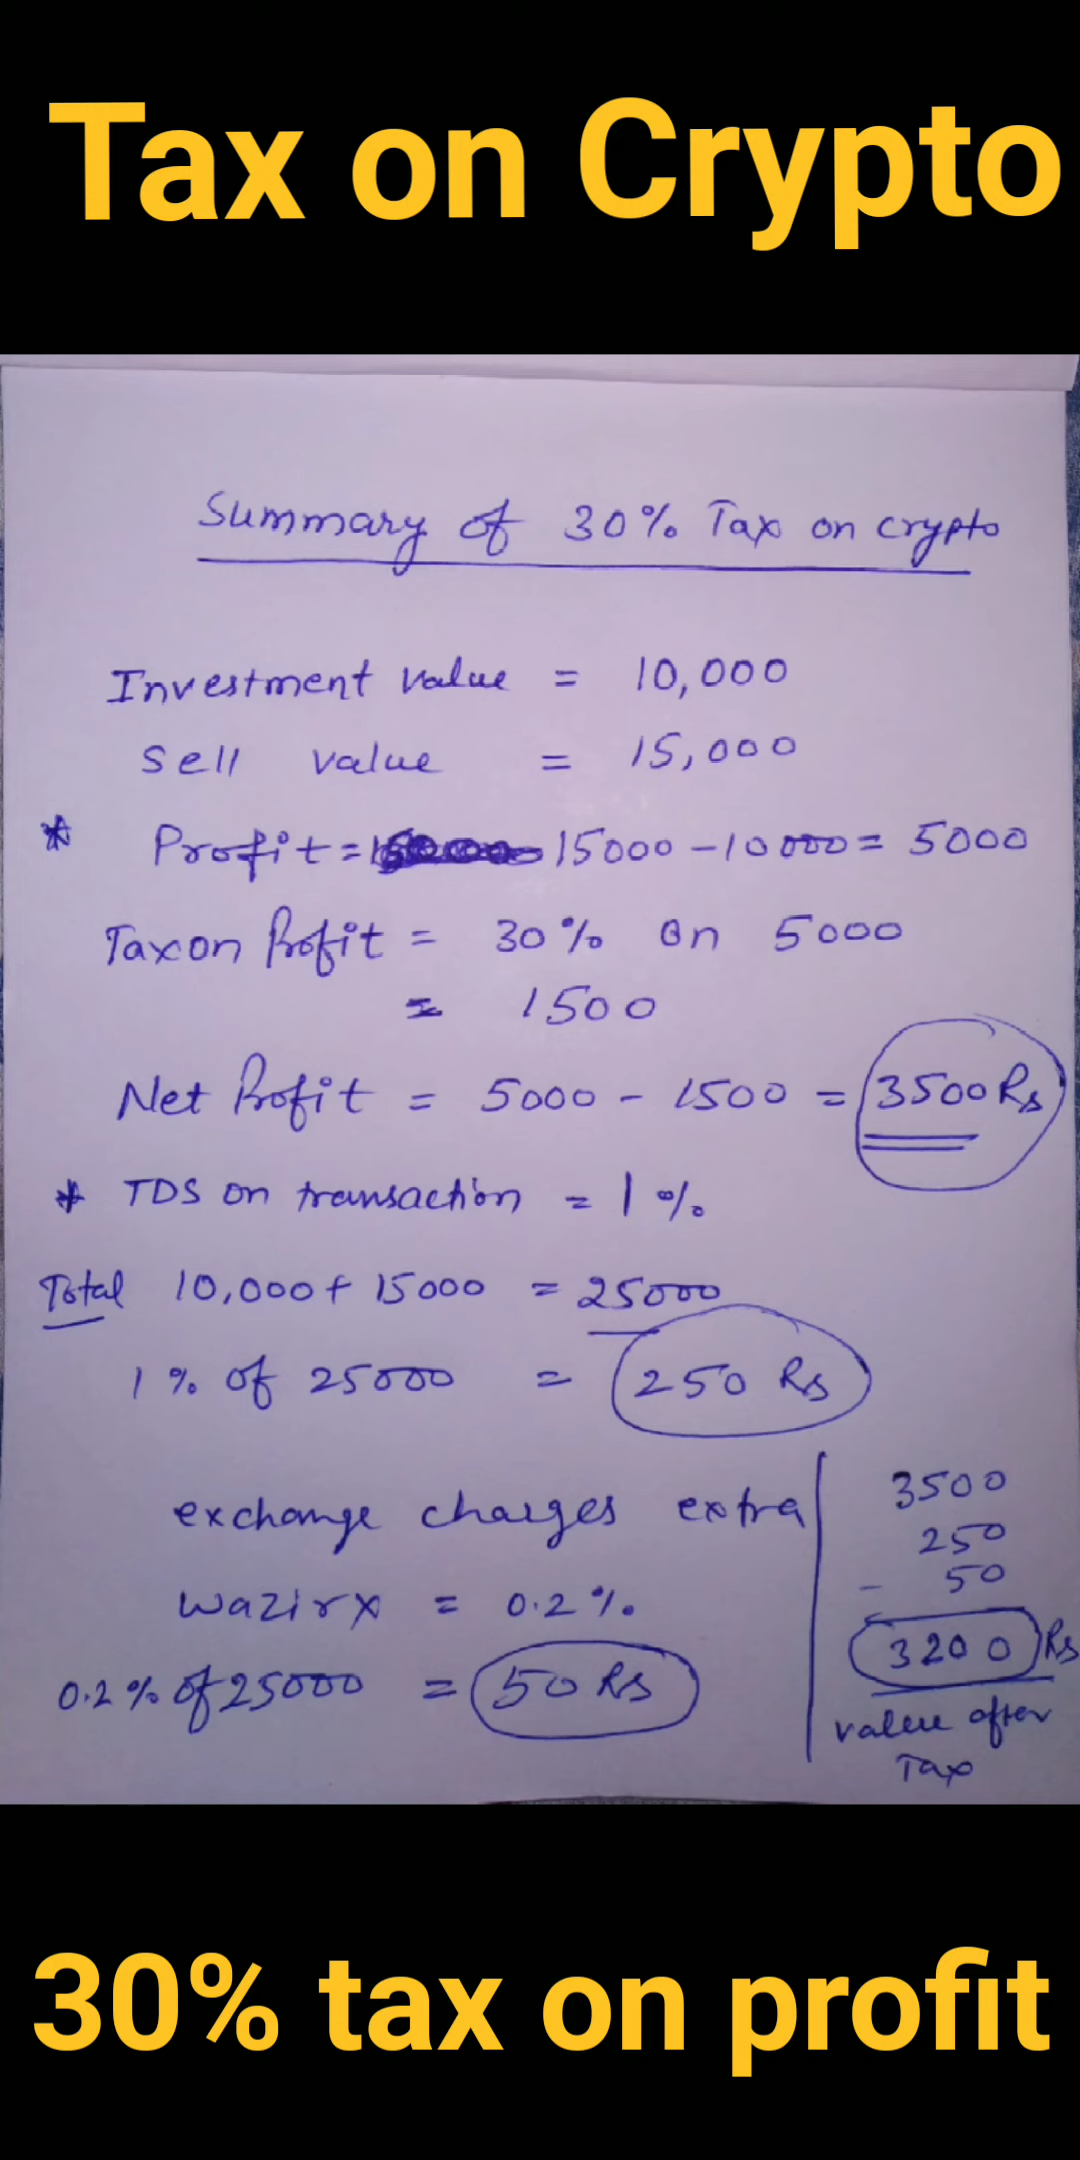 Tax on Crypto
Summary of 30% Tax on crypto
Investment value = 10,000
Sell value = 15,000
* Profit = 15000 - 10000 = 5000
Tax on Profit = 30% on 5000
= 1500
Net Profit = 5000 - 1500 = 3500 Rs
* TDS on transaction = 1%
Total 10,000 + 15000 = 25000
1% of 25000 = 250 Rs
exchange charges extra
wazirx = 0.2%
0.2% of 25000 = 50 Rs
3500
250
- 50
3200 Rs
value after
Tax
30% tax on profit